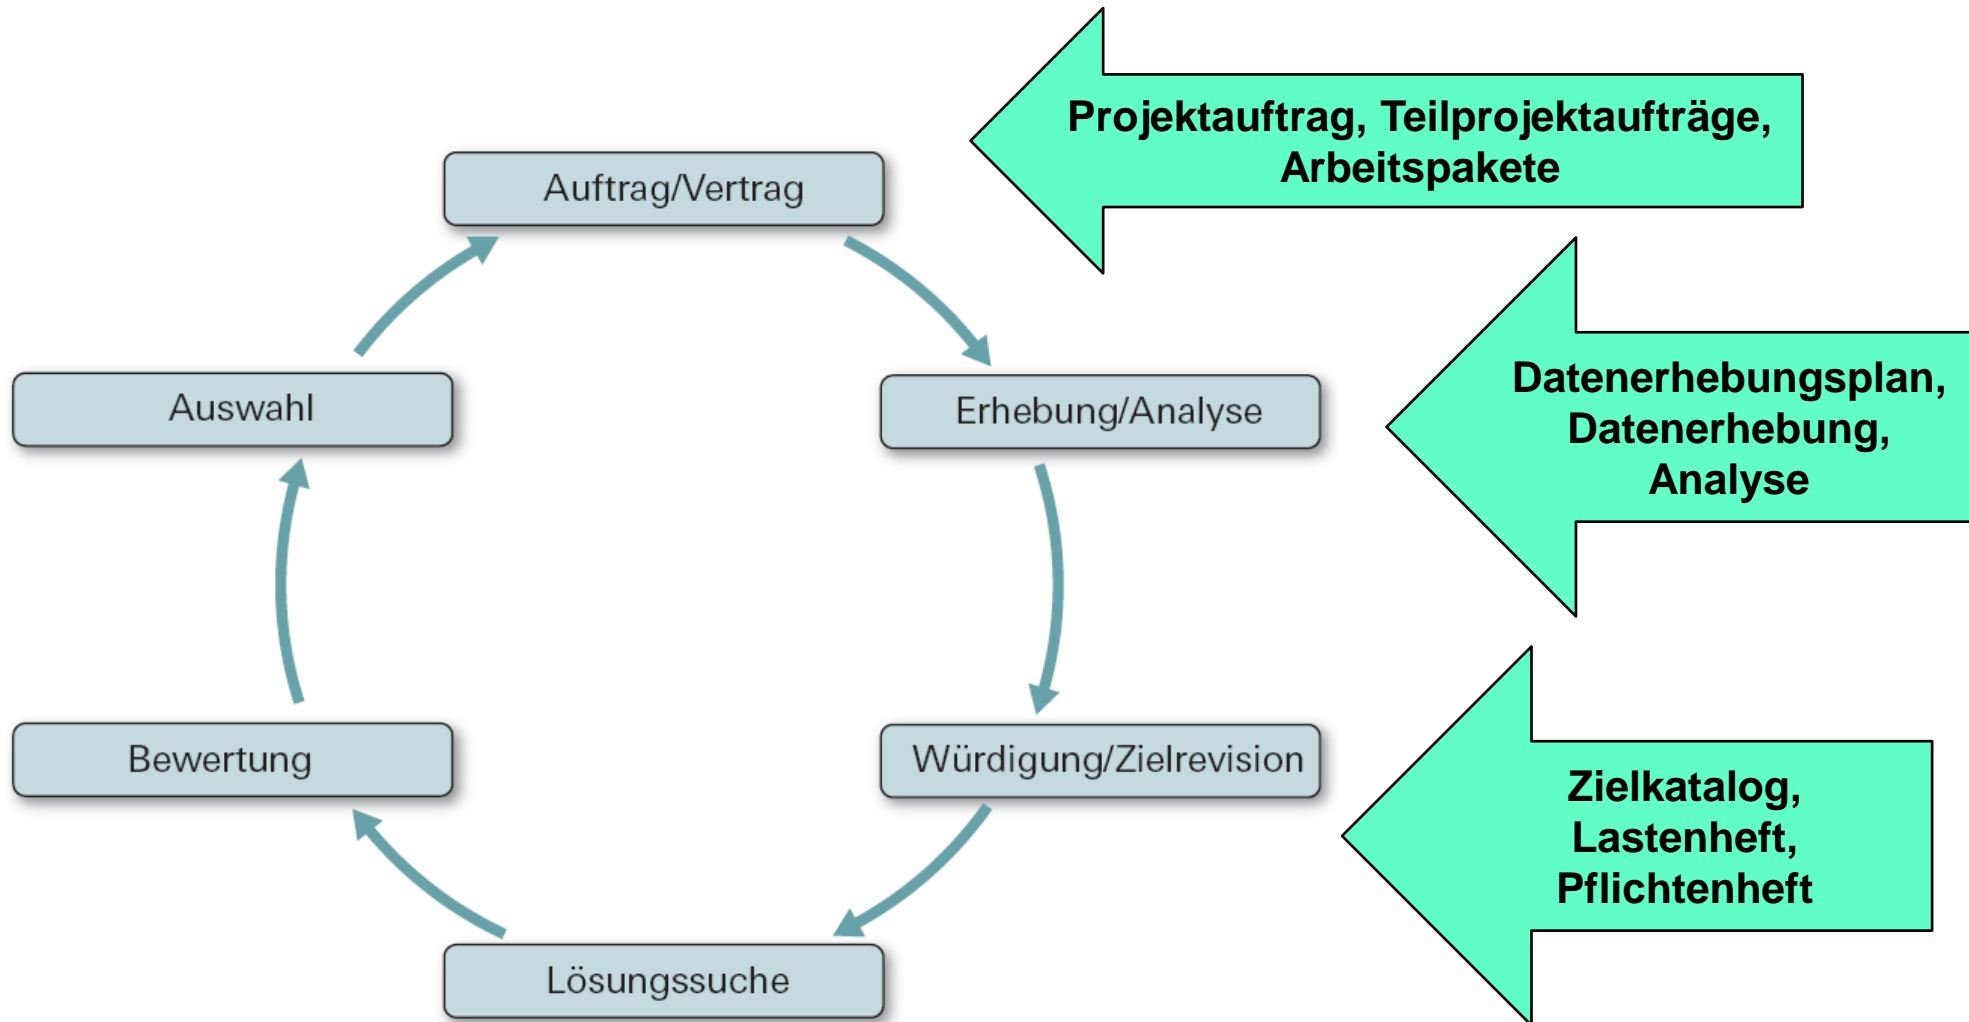 Projektauftrag, Teilprojektaufträge,
Arbeitspakete
Auftrag/Vertrag
Auswahl
Erhebung/Analyse
Datenerhebungsplan,
Datenerhebung,
Analyse
Bewertung
Würdigung/Zielrevision
Zielkatalog,
Lastenheft,
Pflichtenheft
Lösungssuche